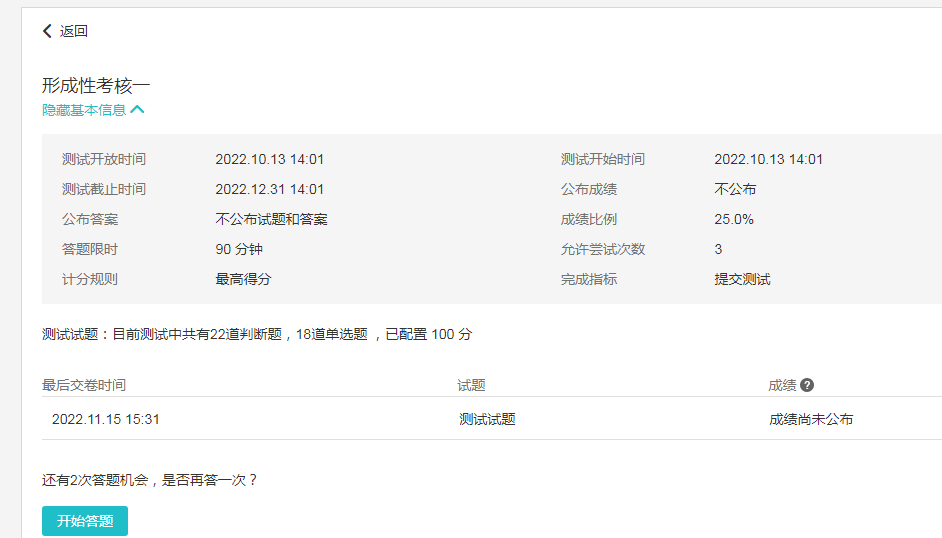 返回
形成性考核一
隐藏基本信息
测试开放时间 2022.10.13 14:01 测试开始时间 2022.10.13 14:01
测试截止时间 2022.12.31 14:01 公布成绩 不公布
公布答案 不公布试题和答案 成绩比例 25.0%
答题限时 90 分钟 允许尝试次数 3
计分规则 最高得分 完成指标 提交测试
测试试题：目前测试中共有22道判断题，18道单选题 ，已配置 100 分
最后交卷时间 试题 成绩 ?
2022.11.15 15:31 测试试题 成绩尚未公布
还有2次答题机会，是否再答一次？
开始答题